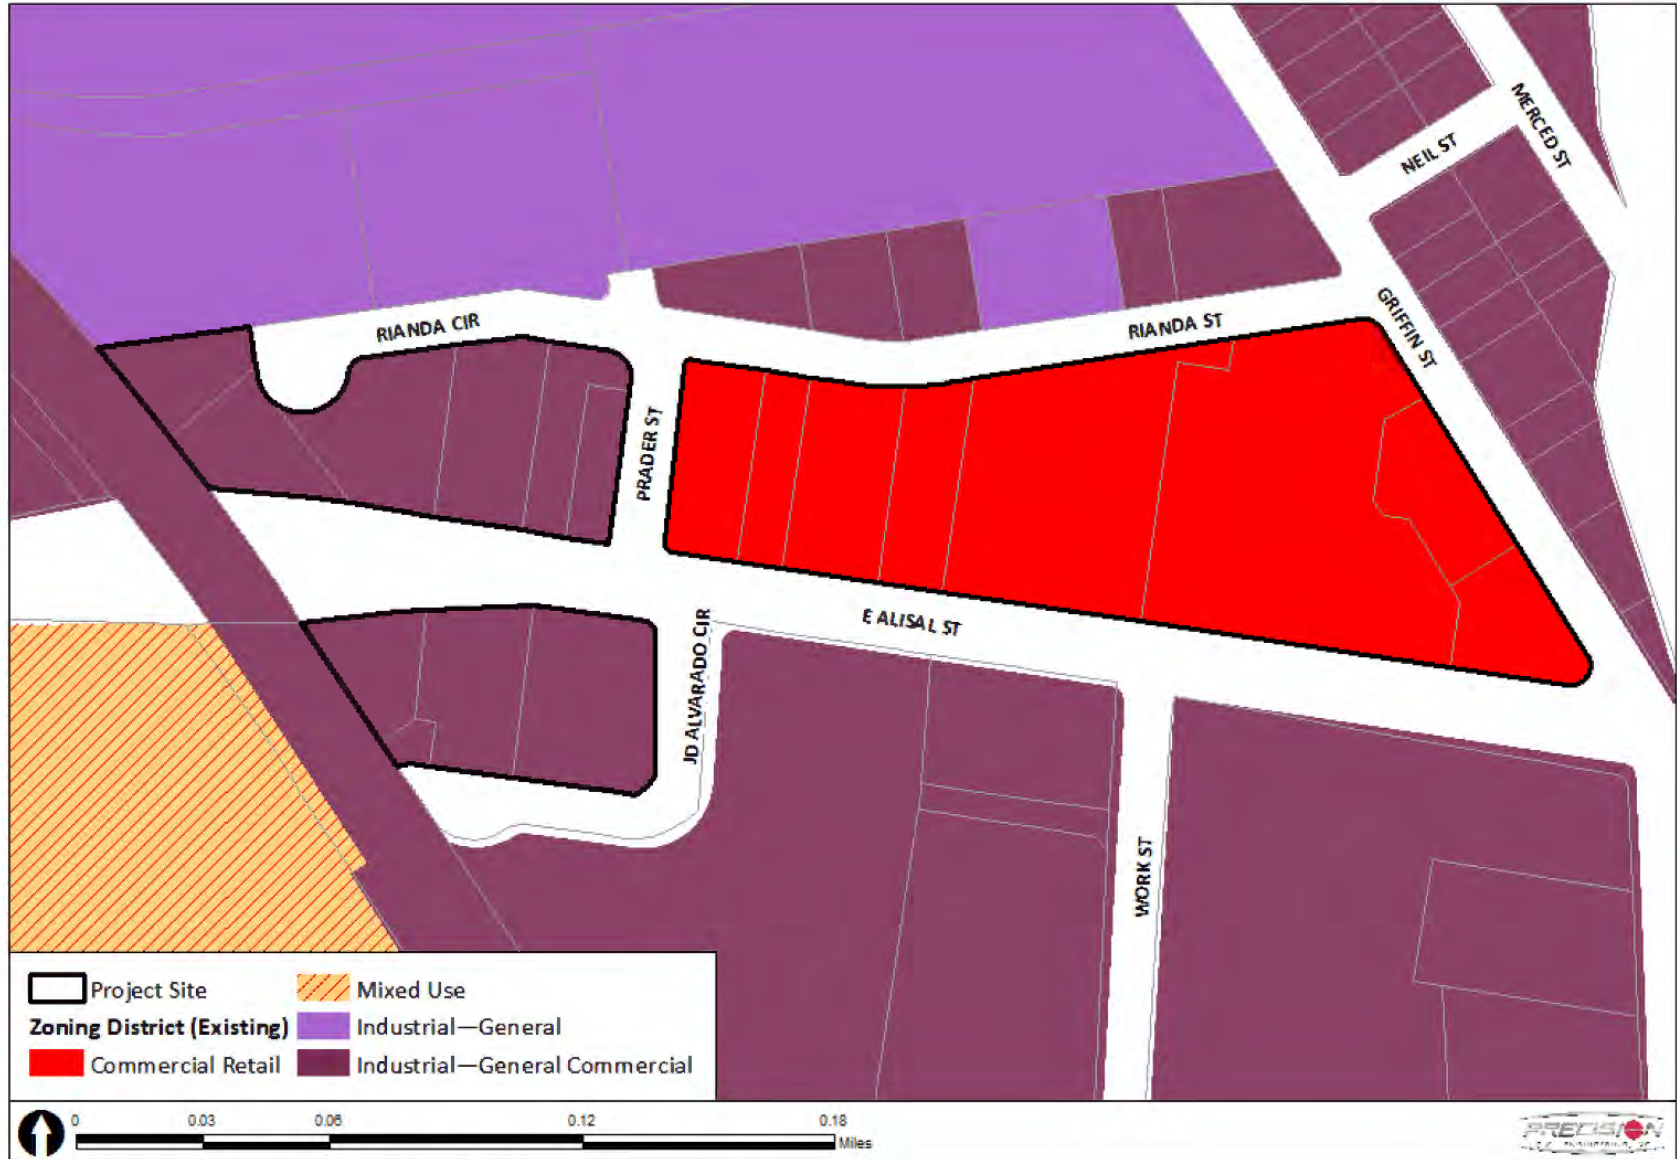 MERCED ST
NEIL ST
GRIFFIN ST
RIANDA CIR
RIANDA ST
PRADER ST
E ALISAL ST
JD ALVARADO CIR
WORK ST
Project Site
Mixed Use
Zoning District (Existing)
Industrial—General
Commercial Retail
Industrial—General Commercial
0 0.03 0.06 0.12 0.18
Miles
PRECISION